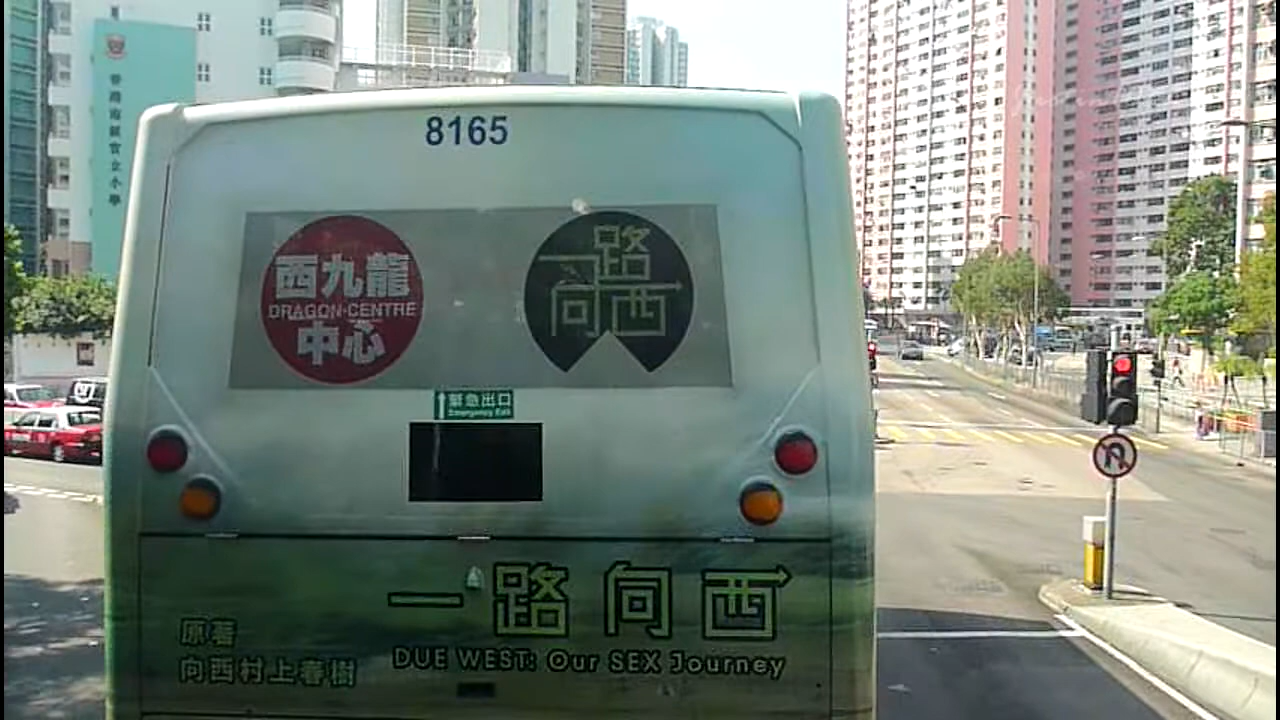 8165
西九龍
DRAGON·CENTRE
中心
一路
向西
緊急出口
Emergency Exit
一路向西
DUE WEST: Our SEX Journey
原著
向西村上春樹